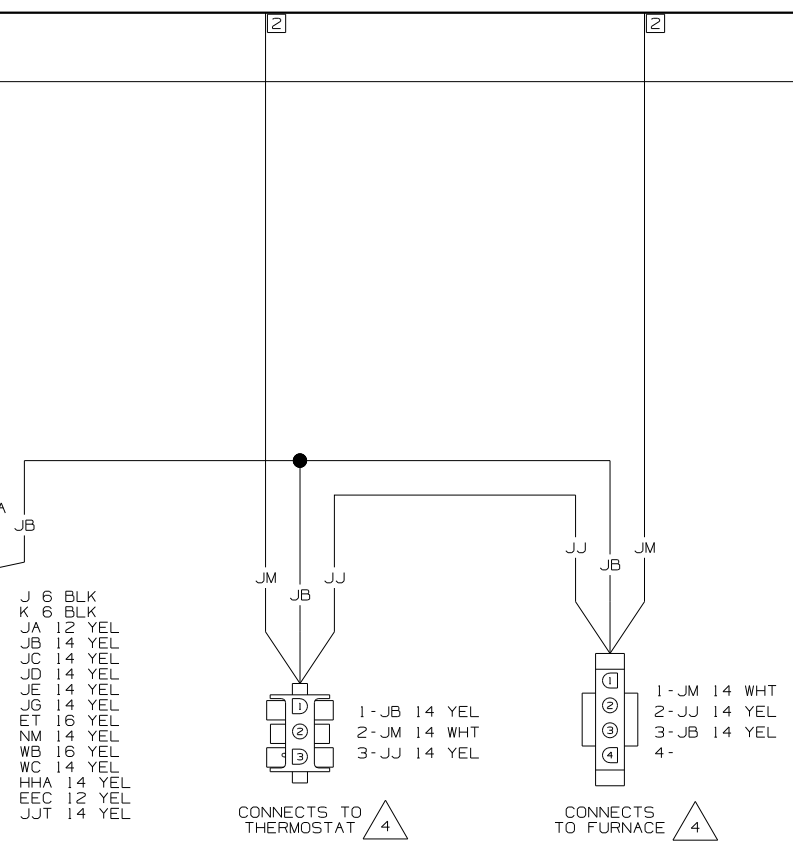 2
2
A
JB
JM
JB
JJ
JJ
JB
JM
J 6 BLK
K 6 BLK
JA 12 YEL
JB 14 YEL
JC 14 YEL
JD 14 YEL
JE 14 YEL
JG 14 YEL
ET 16 YEL
NM 14 YEL
WB 16 YEL
WC 14 YEL
HHA 14 YEL
EEC 12 YEL
JJT 14 YEL
1
2
3
1-JB 14 YEL
2-JM 14 WHT
3-JJ 14 YEL
CONNECTS TO
THERMOSTAT 4
1
2
3
4
1-JM 14 WHT
2-JJ 14 YEL
3-JB 14 YEL
4-
CONNECTS
TO FURNACE 4